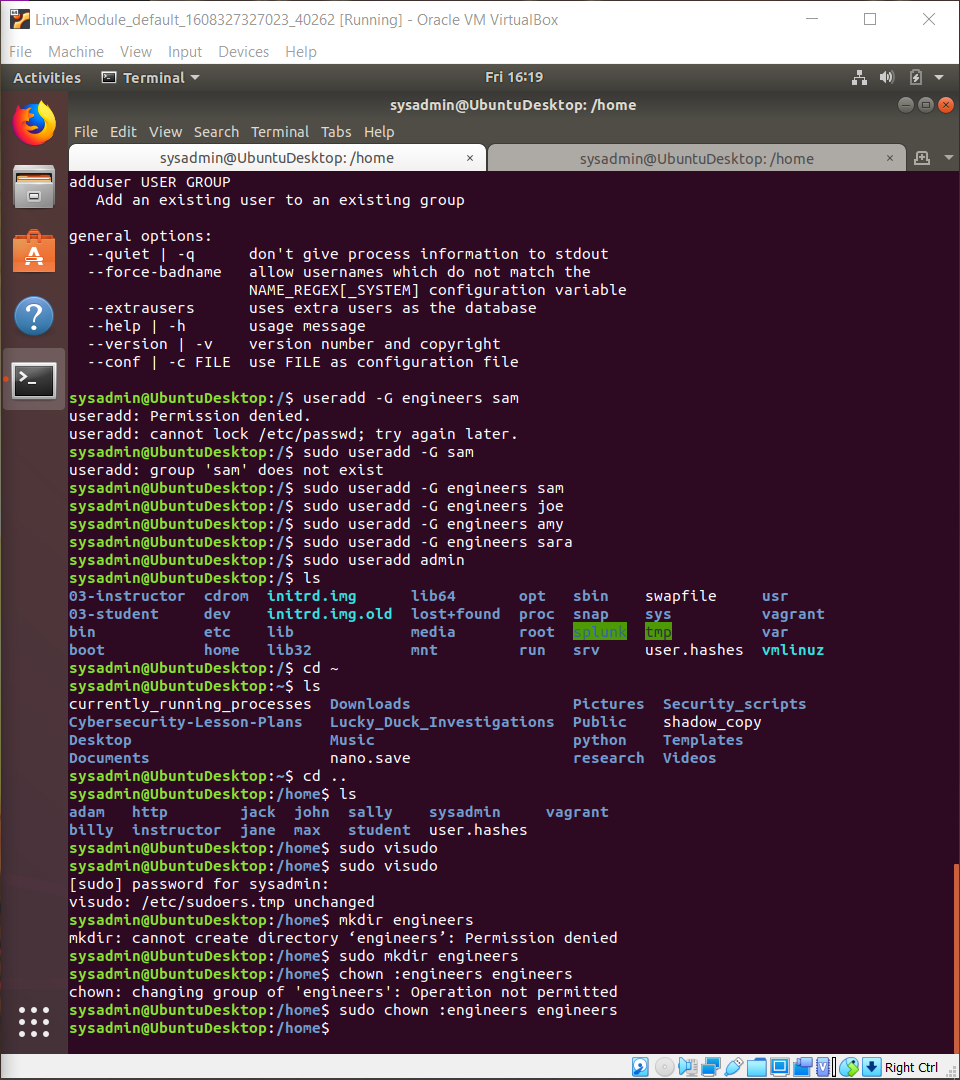 Linux-Module_default_1608327327023_40262 [Running] - Oracle VM VirtualBox
File Machine View Input Devices Help
Activities Terminal Fri 16:19
sysadmin@UbuntuDesktop: /home
File Edit View Search Terminal Tabs Help
sysadmin@UbuntuDesktop: /home × sysadmin@UbuntuDesktop: /home ×
adduser USER GROUP
   Add an existing user to an existing group

general options:
  --quiet | -q      don't give process information to stdout
  --force-badname   allow usernames which do not match the
                    NAME_REGEX[_SYSTEM] configuration variable
  --extrausers      uses extra users as the database
  --help | -h       usage message
  --version | -v    version number and copyright
  --conf | -c FILE  use FILE as configuration file

sysadmin@UbuntuDesktop:/$ useradd -G engineers sam
useradd: Permission denied.
useradd: cannot lock /etc/passwd; try again later.
sysadmin@UbuntuDesktop:/$ sudo useradd -G sam
useradd: group 'sam' does not exist
sysadmin@UbuntuDesktop:/$ sudo useradd -G engineers sam
sysadmin@UbuntuDesktop:/$ sudo useradd -G engineers joe
sysadmin@UbuntuDesktop:/$ sudo useradd -G engineers amy
sysadmin@UbuntuDesktop:/$ sudo useradd -G engineers sara
sysadmin@UbuntuDesktop:/$ sudo useradd admin
sysadmin@UbuntuDesktop:/$ ls
03-instructor  cdrom  initrd.img      lib64       opt   sbin    swapfile     usr
03-student     dev    initrd.img.old  lost+found  proc  snap    sys          vagrant
bin            etc    lib             media       root  splunk  tmp          var
boot           home   lib32           mnt         run   srv     user.hashes  vmlinuz
sysadmin@UbuntuDesktop:/$ cd ~
sysadmin@UbuntuDesktop:~$ ls
currently_running_processes  Downloads                  Pictures  Security_scripts
Cybersecurity-Lesson-Plans   Lucky_Duck_Investigations  Public    shadow_copy
Desktop                      Music                      python    Templates
Documents                    nano.save                  research  Videos
sysadmin@UbuntuDesktop:~$ cd ..
sysadmin@UbuntuDesktop:/home$ ls
adam   http        jack  john  sally    sysadmin     vagrant
billy  instructor  jane  max   student  user.hashes
sysadmin@UbuntuDesktop:/home$ sudo visudo
sysadmin@UbuntuDesktop:/home$ sudo visudo
[sudo] password for sysadmin:
visudo: /etc/sudoers.tmp unchanged
sysadmin@UbuntuDesktop:/home$ mkdir engineers
mkdir: cannot create directory ‘engineers’: Permission denied
sysadmin@UbuntuDesktop:/home$ sudo mkdir engineers
sysadmin@UbuntuDesktop:/home$ chown :engineers engineers
chown: changing group of 'engineers': Operation not permitted
sysadmin@UbuntuDesktop:/home$ sudo chown :engineers engineers
sysadmin@UbuntuDesktop:/home$
Right Ctrl